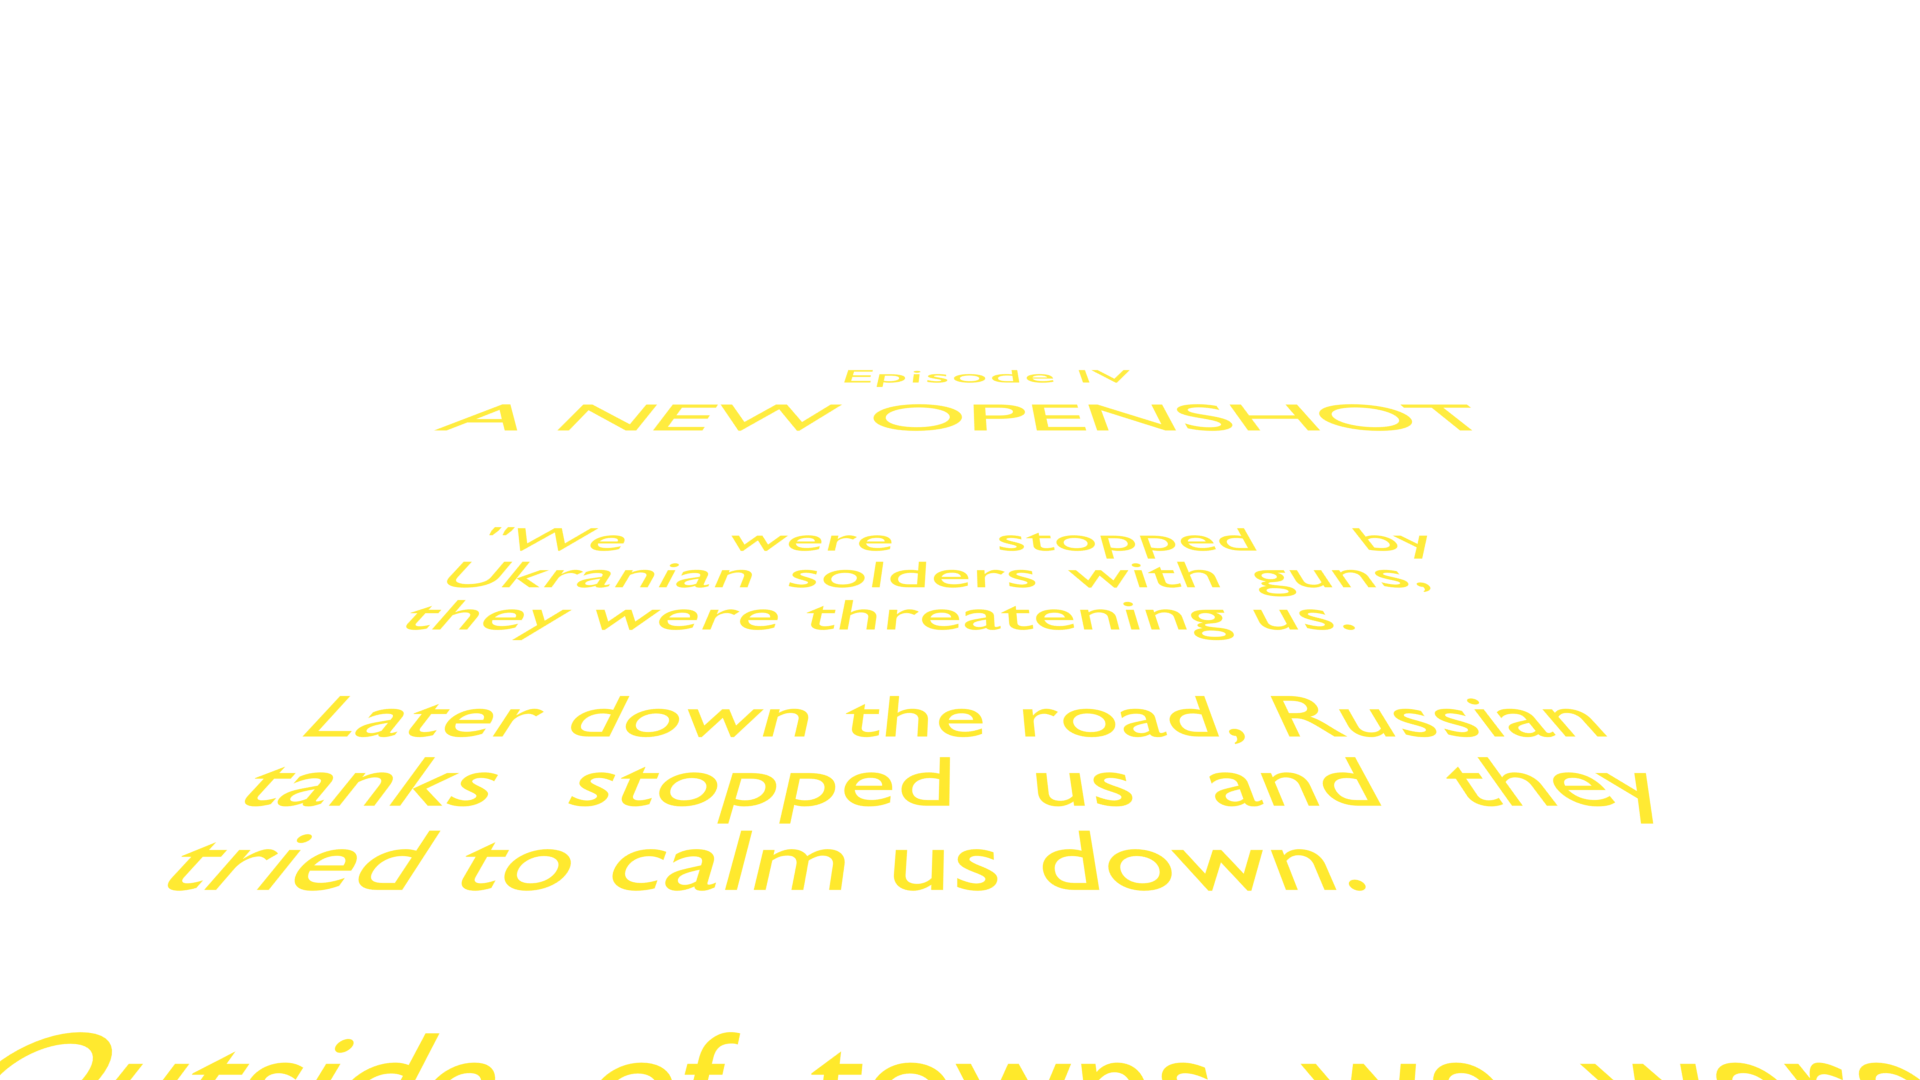 Episode IV
A NEW OPENSHOT
"We were stopped by
Ukranian solders with guns,
they were threatening us.
Later down the road, Russian
tanks stopped us and they
tried to calm us down.
Outside of towns we were